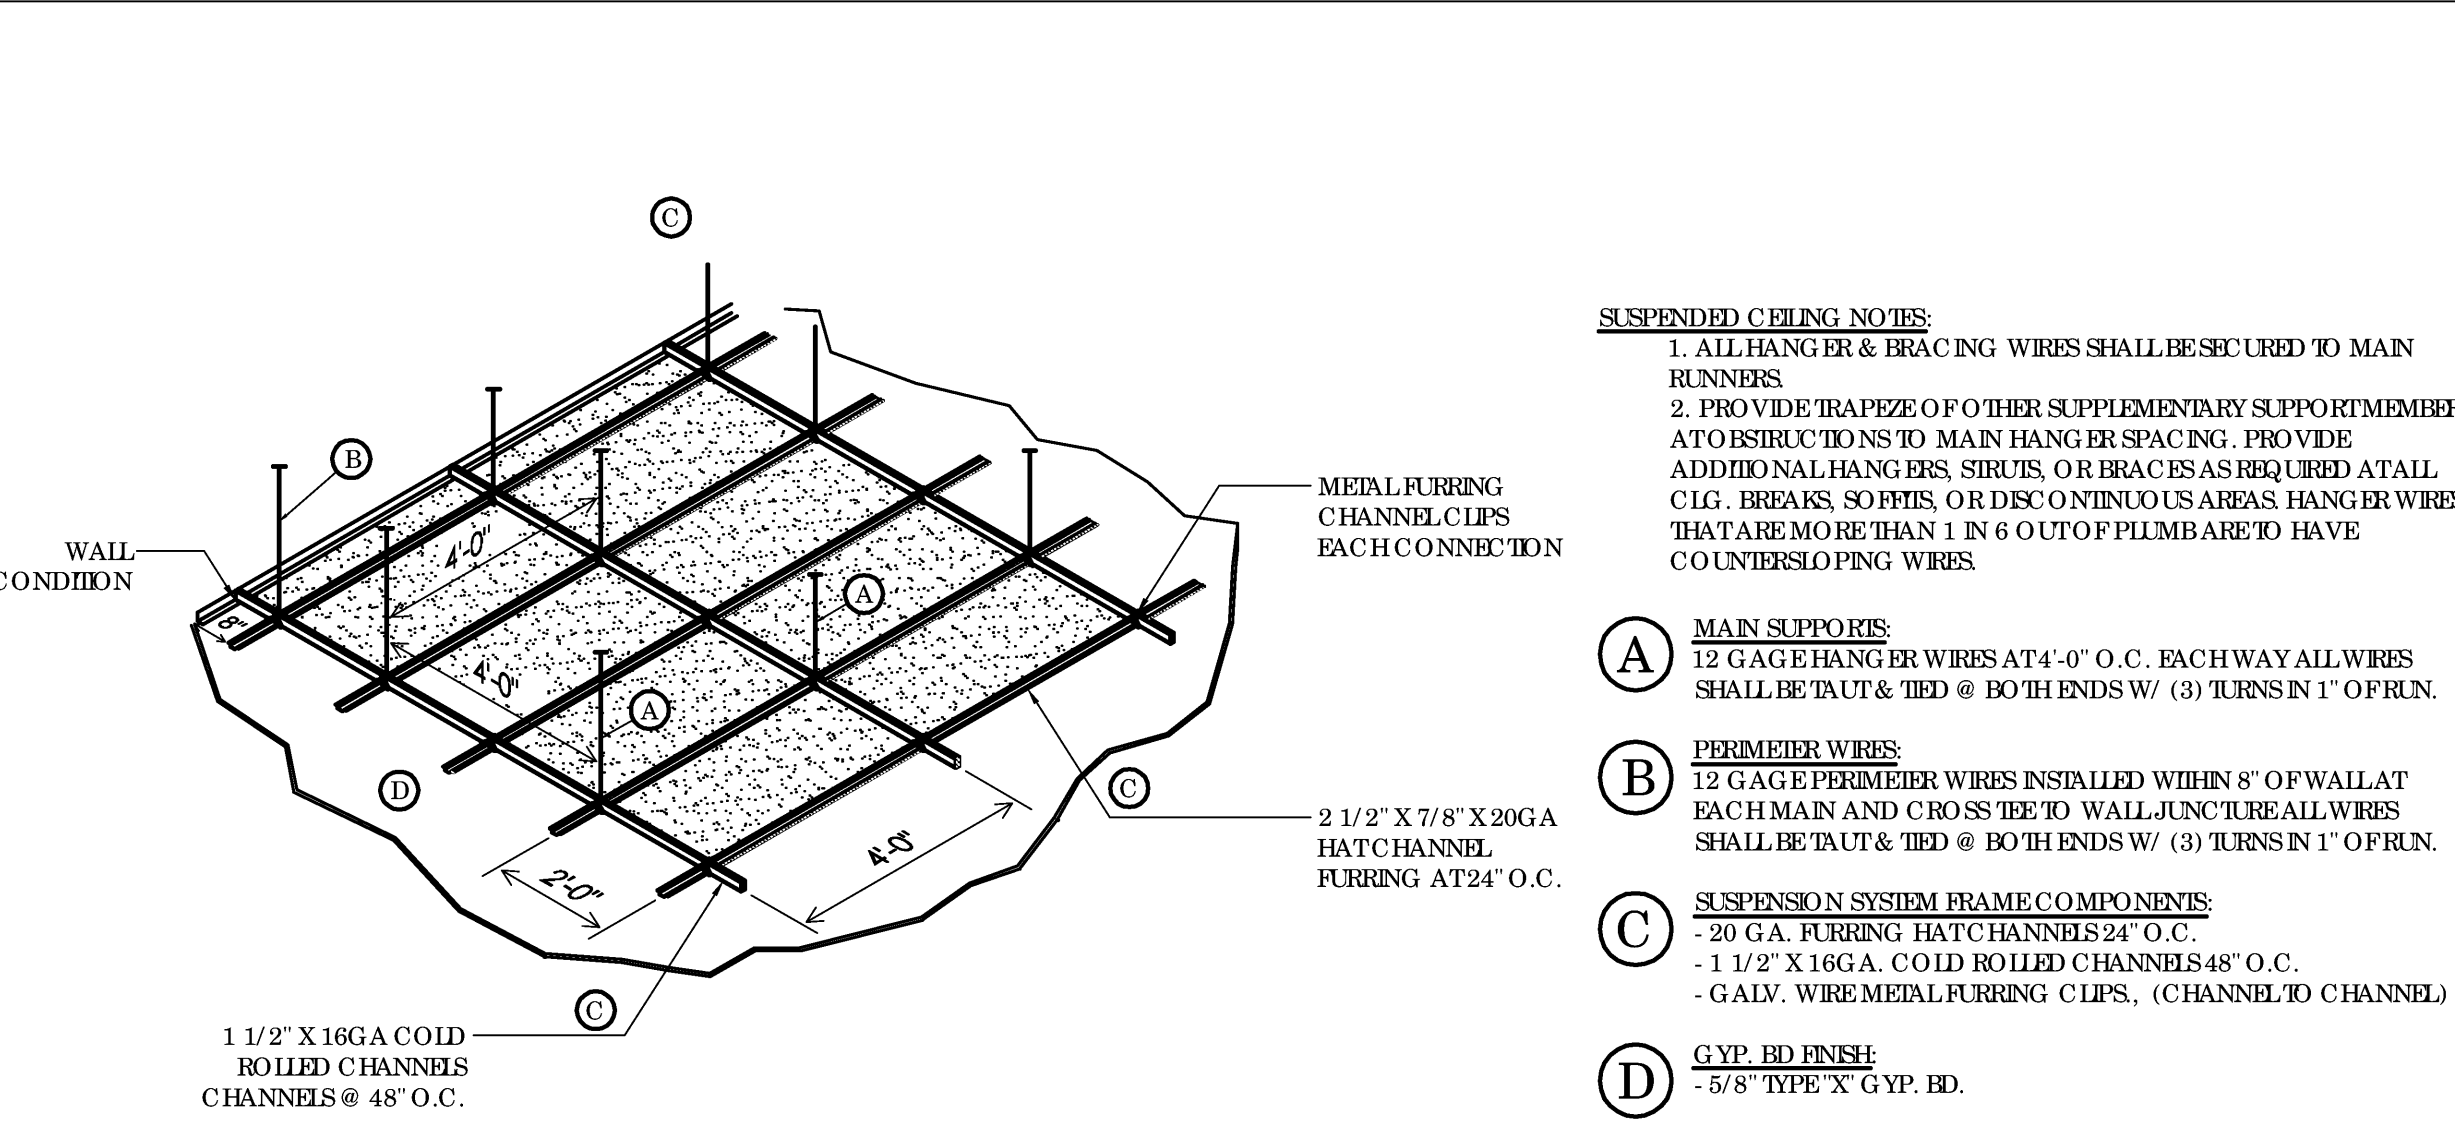 C
B
WALL
CONDITION
8"
4'-0"
4'-0"
A
A
D
2'-0"
4'-0"
C
C
METAL FURRING
CHANNEL CLIPS
EACH CONNECTION
2 1/2" X 7/8" X 20GA
HAT CHANNEL
FURRING AT 24" O.C.
1 1/2" X 16GA COLD
ROLLED CHANNELS
CHANNELS @ 48" O.C.
SUSPENDED CEILING NOTES:
1. ALL HANGER & BRACING WIRES SHALL BE SECURED TO MAIN
RUNNERS.
2. PROVIDE TRAPEZE OF OTHER SUPPLEMENTARY SUPPORT MEMBER
AT OBSTRUCTIONS TO MAIN HANGER SPACING. PROVIDE
ADDITIONAL HANGERS, STRUTS, OR BRACES AS REQUIRED AT ALL
CLG. BREAKS, SOFFITS, OR DISCONTINUOUS AREAS. HANGER WIRES
THAT ARE MORE THAN 1 IN 6 OUT OF PLUMB ARE TO HAVE
COUNTERSLOPING WIRES.
A
MAIN SUPPORTS:
12 GAGE HANGER WIRES AT 4'-0" O.C. EACH WAY ALL WIRES
SHALL BE TAUT & TIED @ BOTH ENDS W/ (3) TURNS IN 1" OF RUN.
B
PERIMETER WIRES:
12 GAGE PERIMETER WIRES INSTALLED WITHIN 8" OF WALL AT
EACH MAIN AND CROSS TEE TO WALL JUNCTURE ALL WIRES
SHALL BE TAUT & TIED @ BOTH ENDS W/ (3) TURNS IN 1" OF RUN.
C
SUSPENSION SYSTEM FRAME COMPONENTS:
- 20 GA. FURRING HAT CHANNELS 24" O.C.
- 1 1/2" X 16GA. COLD ROLLED CHANNELS 48" O.C.
- GALV. WIRE METAL FURRING CLIPS., (CHANNEL TO CHANNEL)
D
GYP. BD FINISH:
- 5/8" TYPE "X" GYP. BD.